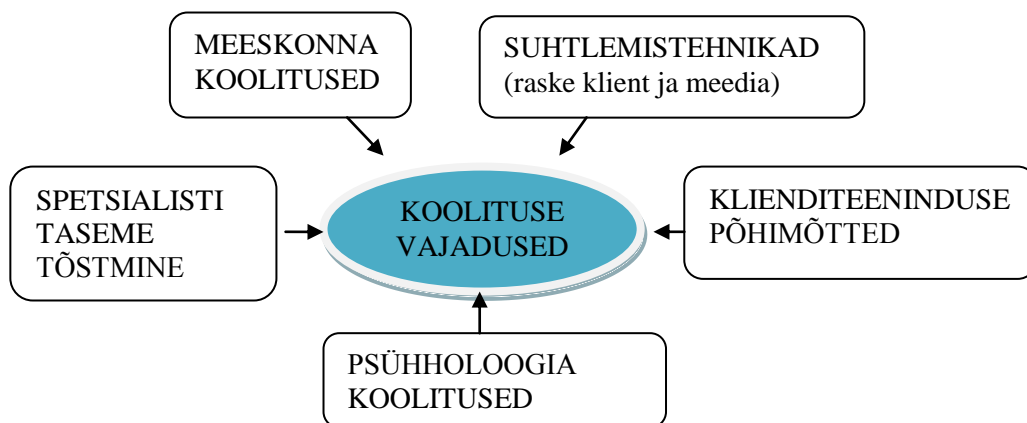 MEESKONNA
KOOLITUSED
SUHTLEMISTEHNIKAD
(raske klient ja meedia)
SPETSIALISTI
TASEME
TÕSTMINE
KOOLITUSE
VAJADUSED
KLIENDITEENINDUSE
PÕHIMÕTTED
PSÜHHOLOOGIA
KOOLITUSED